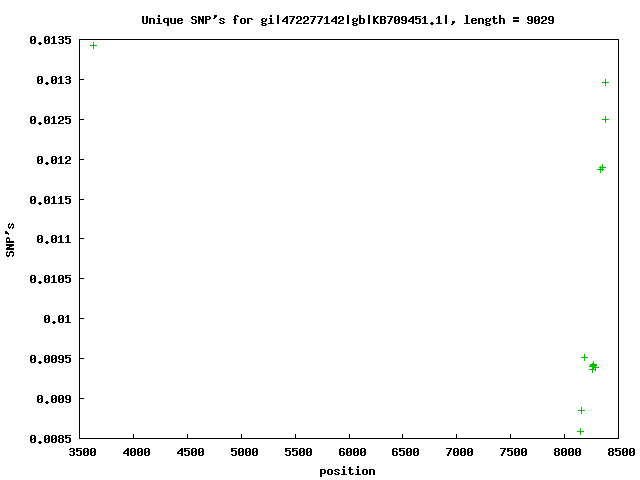 Unique SNP's for gi|472277142|gb|KB709451.1|, length = 9029
0.0135
0.013
0.0125
0.012
0.0115
0.011
0.0105
0.01
0.0095
0.009
0.0085
SNP's
3500 4000 4500 5000 5500 6000 6500 7000 7500 8000 8500
position